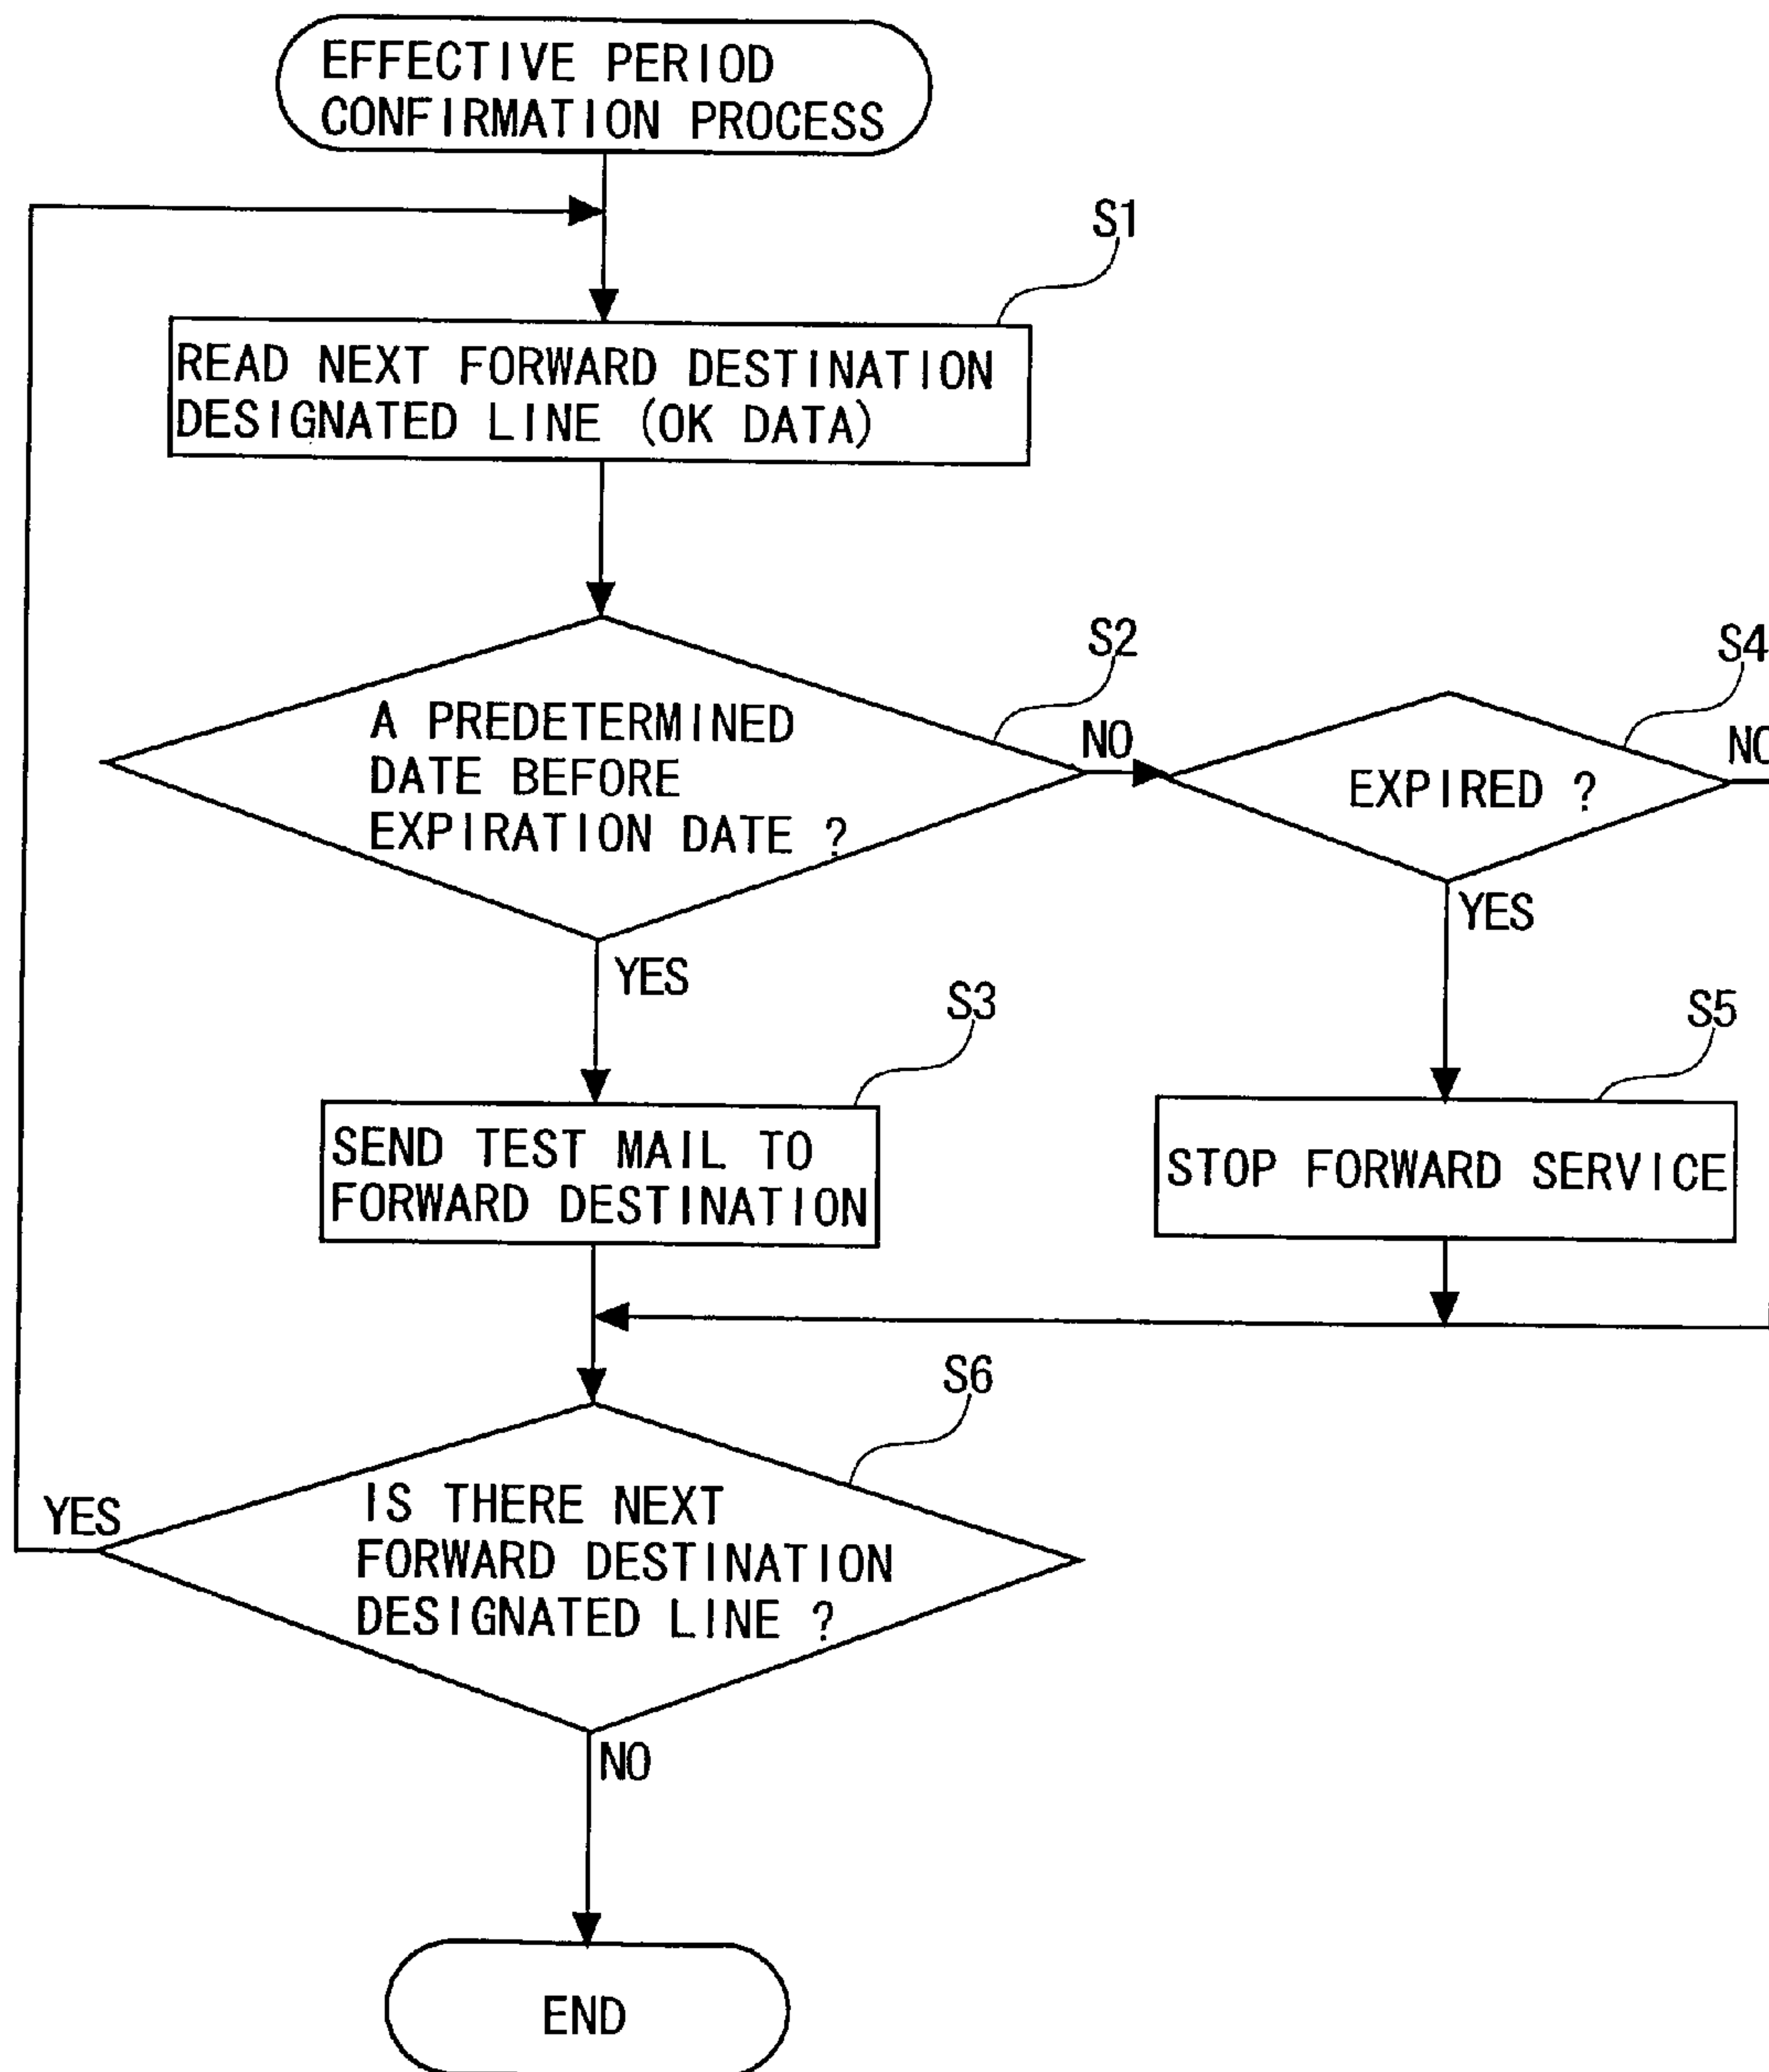 EFFECTIVE PERIOD
CONFIRMATION PROCESS
S1
READ NEXT FORWARD DESTINATION
DESIGNATED LINE (OK DATA)
S2
A PREDETERMINED
DATE BEFORE
EXPIRATION DATE ?
NO
S4
EXPIRED ?
NO
YES
YES
S3
SEND TEST MAIL TO
FORWARD DESTINATION
S5
STOP FORWARD SERVICE
S6
IS THERE NEXT
FORWARD DESTINATION
DESIGNATED LINE ?
YES
NO
END